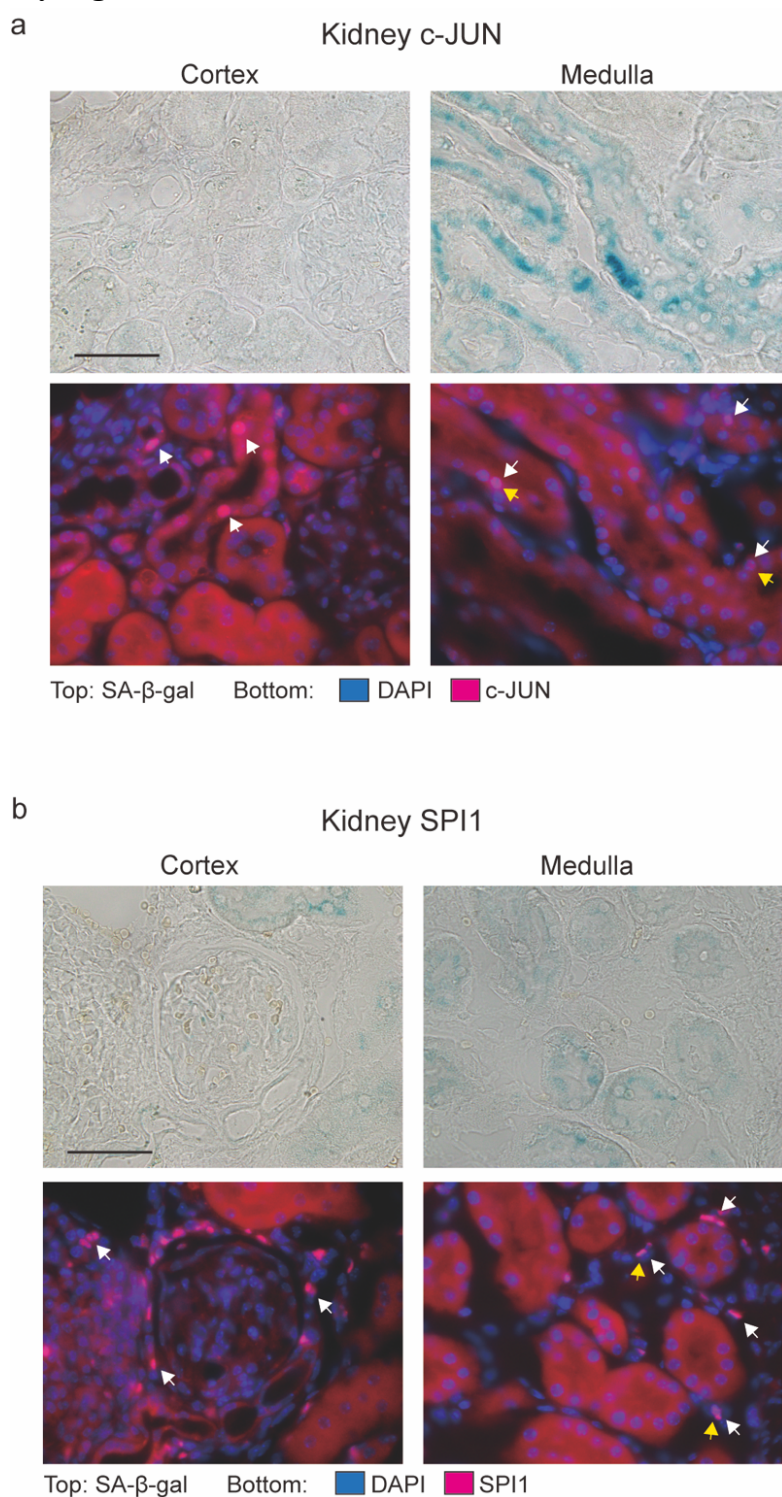 a
Kidney c-JUN
Cortex Medulla
Top: SA-β-gal Bottom: DAPI c-JUN
b
Kidney SPI1
Cortex Medulla
Top: SA-β-gal Bottom: DAPI SPI1